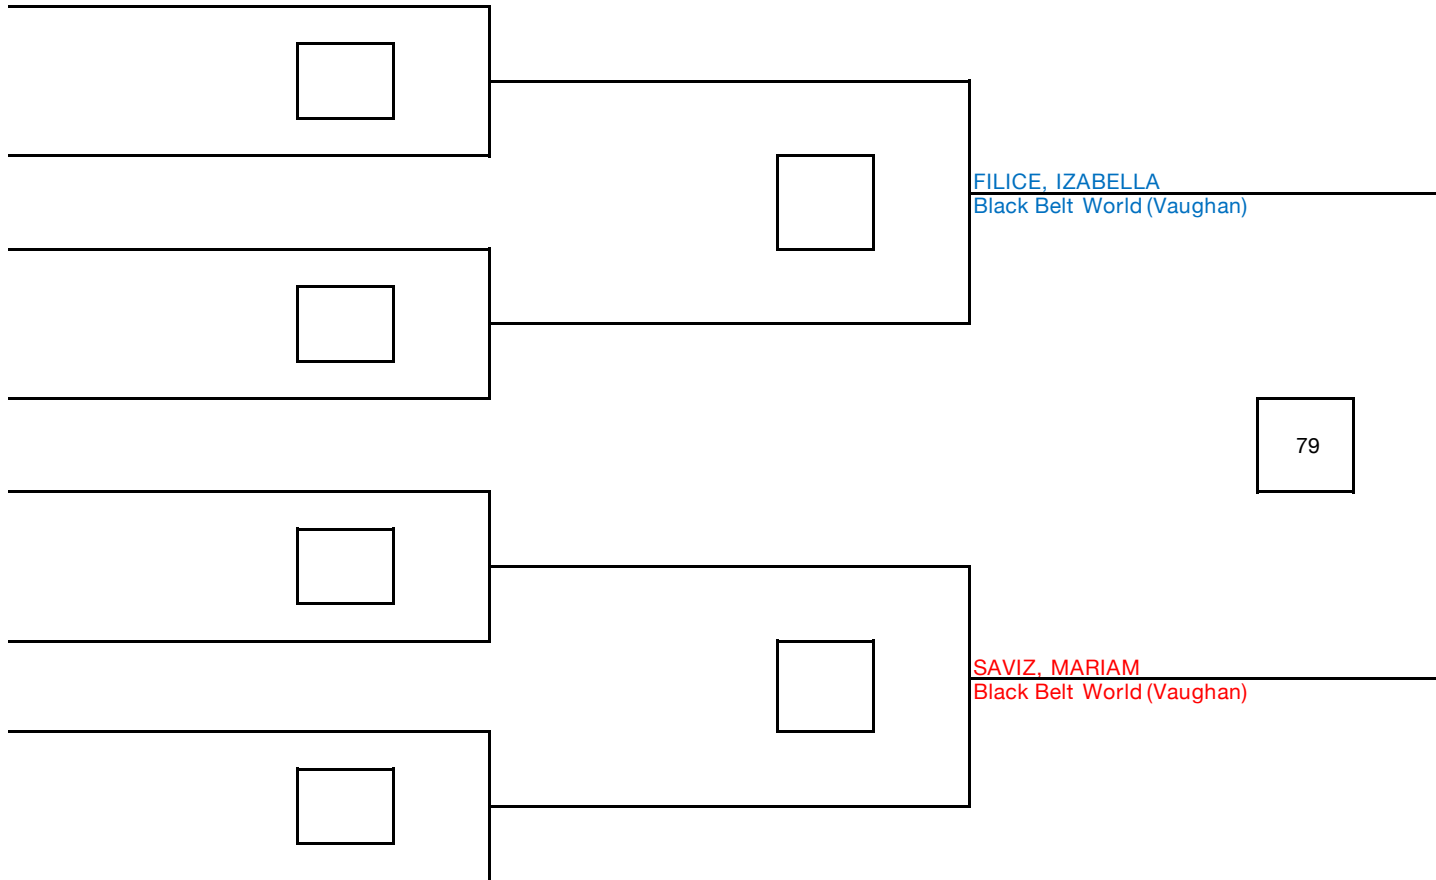 FILICE, IZABELLA
Black Belt World (Vaughan)
79
SAVIZ, MARIAM
Black Belt World (Vaughan)